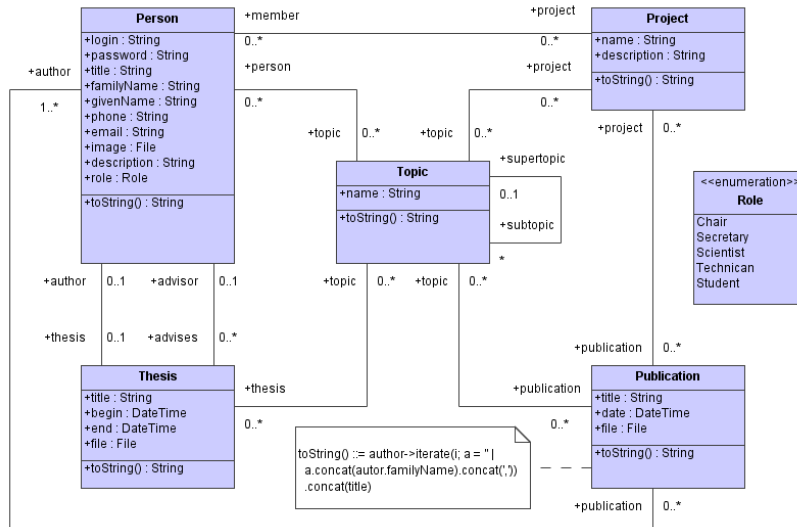 Person
+login : String
+password : String
+title : String
+familyName : String
+givenName : String
+phone : String
+email : String
+image : File
+description : String
+role : Role
+toString() : String
+member
0..*
+project
0..*
Project
+name : String
+description : String
+toString() : String
+author
1..*
+person
0..*
+project
0..*
+topic
0..*
+topic
0..*
+project
0..*
Topic
+name : String
+toString() : String
+supertopic
0..1
+subtopic
*
<<enumeration>>
Role
Chair
Secretary
Scientist
Technican
Student
+author
0..1
+advisor
0..1
+topic
0..*
+topic
0..*
+thesis
0..1
+advises
0..*
+publication
0..*
Thesis
+title : String
+begin : DateTime
+end : DateTime
+file : File
+toString() : String
+thesis
0..*
+publication
0..*
Publication
+title : String
+date : DateTime
+file : File
+toString() : String
toString() ::= author->iterate(i; a = '' |
a.concat(autor.familyName).concat(','))
.concat(title)
+publication
0..*